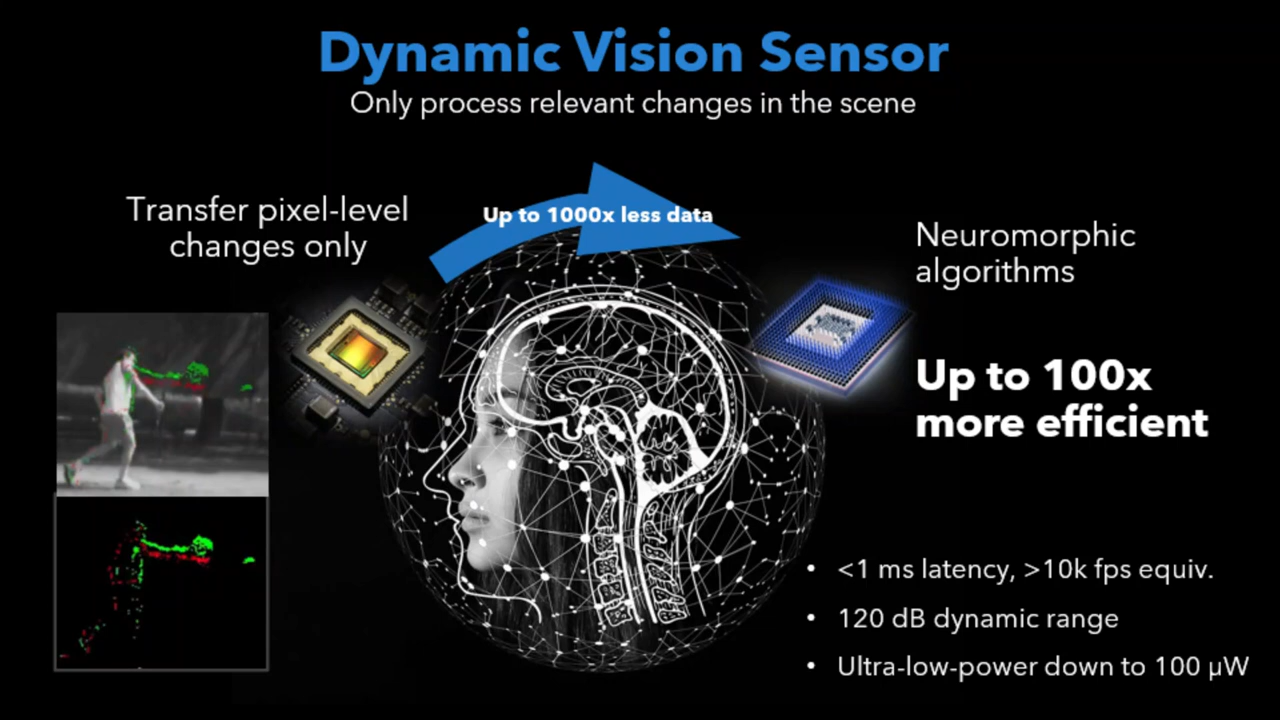 Dynamic Vision Sensor
Only process relevant changes in the scene
Transfer pixel-level
changes only
Up to 1000x less data
Neuromorphic
algorithms
Up to 100x
more efficient
• <1 ms latency, >10k fps equiv.
• 120 dB dynamic range
• Ultra-low-power down to 100 µW